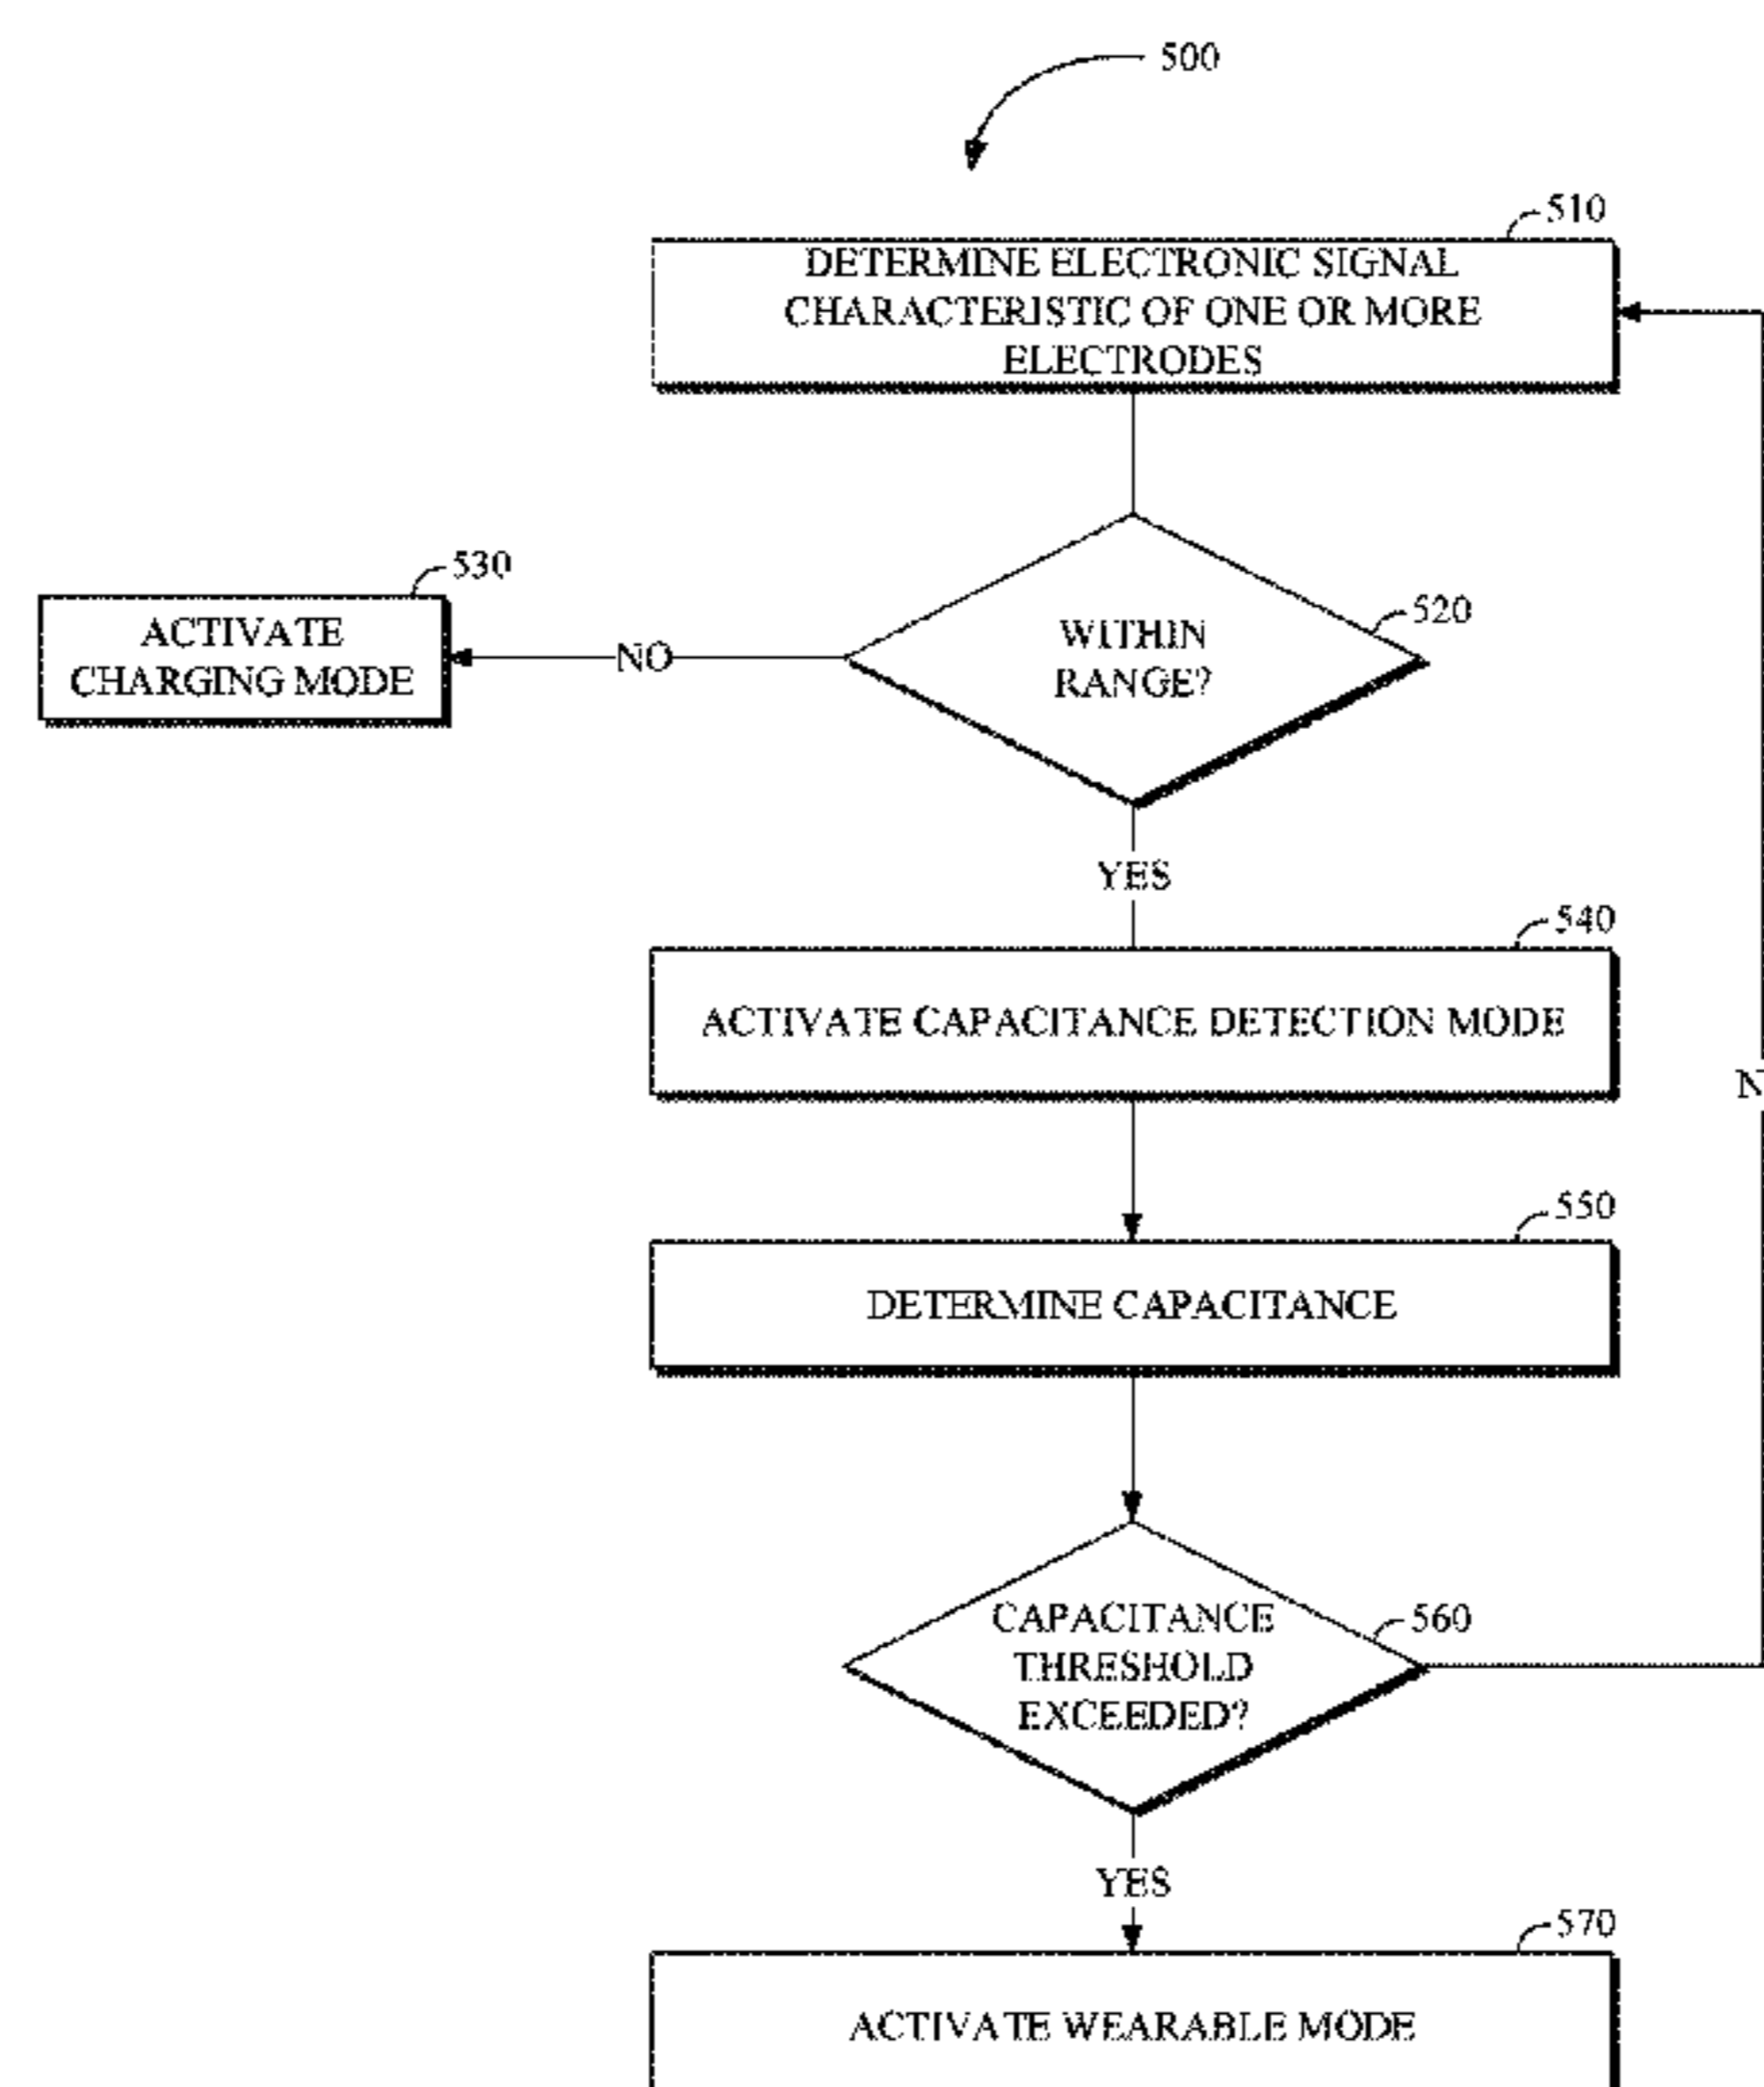 500
510
DETERMINE ELECTRONIC SIGNAL
CHARACTERISTIC OF ONE OR MORE
ELECTRODES
530
ACTIVATE
CHARGING MODE
NO
520
WITHIN
RANGE?
YES
540
ACTIVATE CAPACITANCE DETECTION MODE
550
DETERMINE CAPACITANCE
560
CAPACITANCE
THRESHOLD
EXCEEDED?
YES
570
ACTIVATE WEARABLE MODE